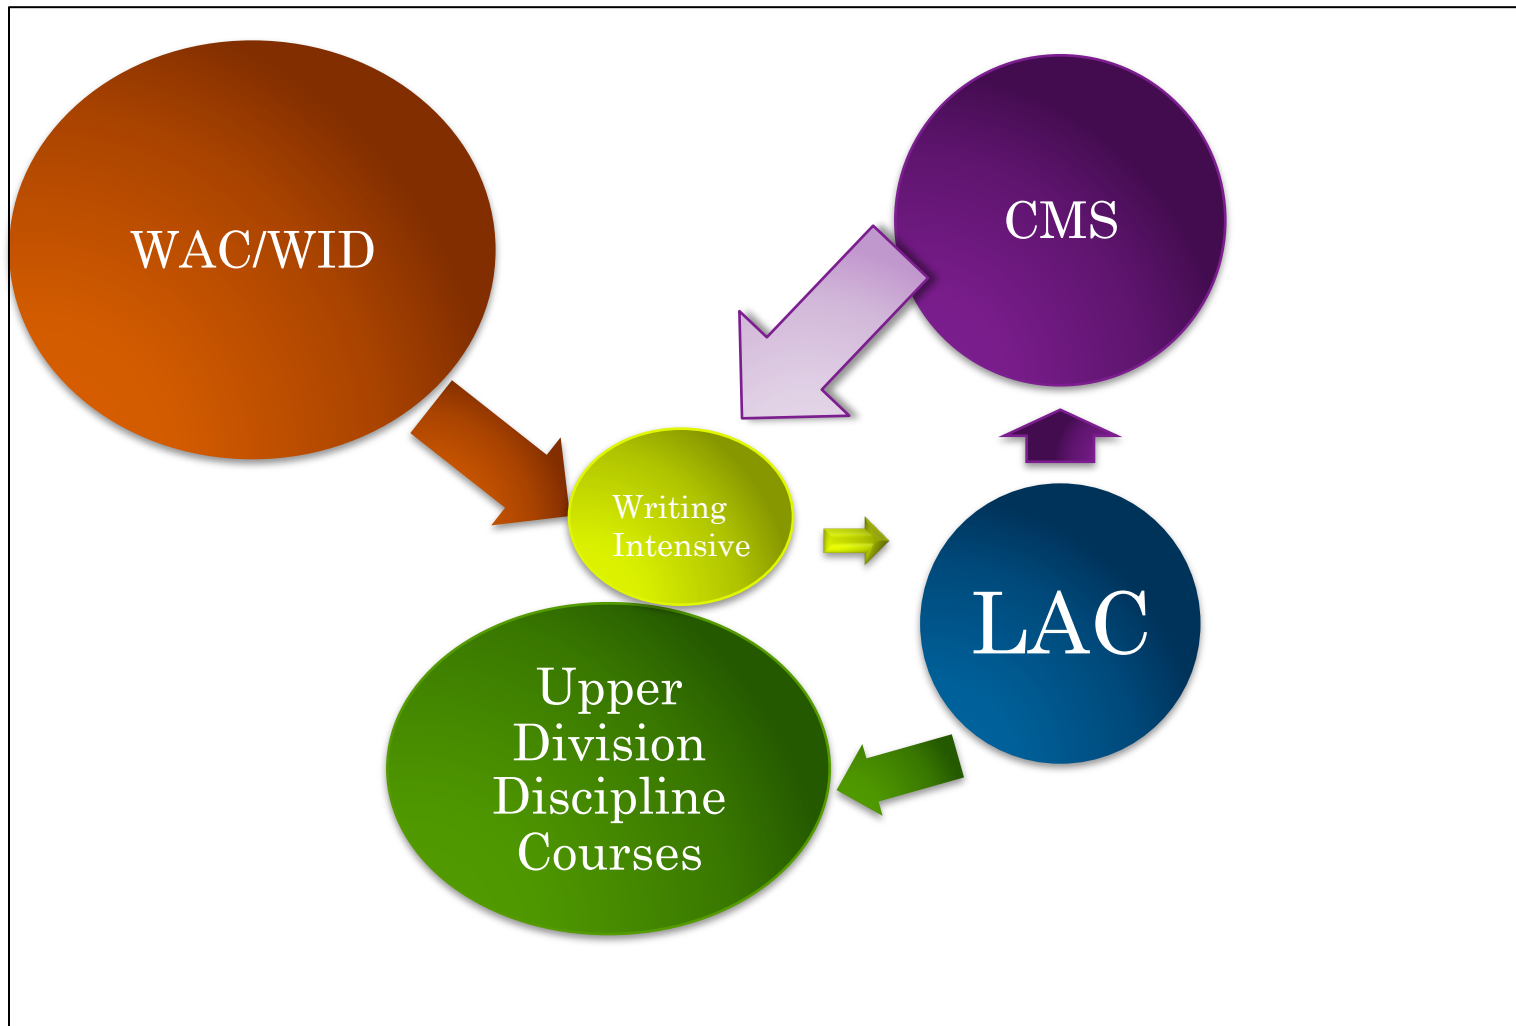 WAC/WID
CMS
Writing
Intensive
LAC
Upper
Division
Discipline
Courses